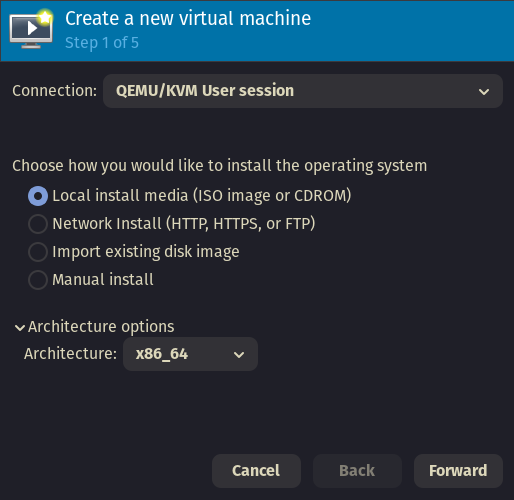 Create a new virtual machine
Step 1 of 5
Connection: QEMU/KVM User session
Choose how you would like to install the operating system
Local install media (ISO image or CDROM)
Network Install (HTTP, HTTPS, or FTP)
Import existing disk image
Manual install
Architecture options
Architecture: x86_64
Cancel Back Forward